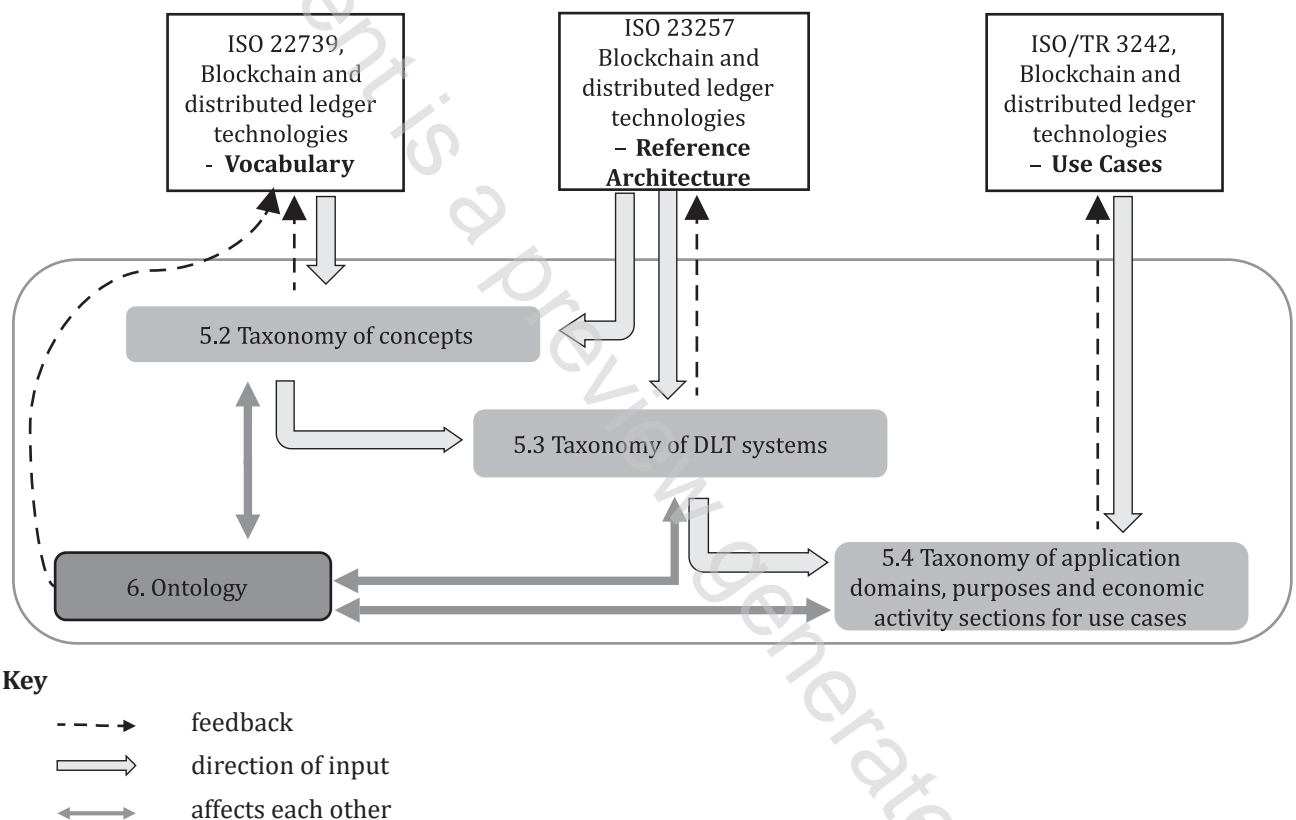 ISO 22739,
Blockchain and
distributed ledger
technologies
- Vocabulary
ISO 23257
Blockchain and
distributed ledger
technologies
– Reference
Architecture
ISO/TR 3242,
Blockchain and
distributed ledger
technologies
– Use Cases
5.2 Taxonomy of concepts
5.3 Taxonomy of DLT systems
6. Ontology
5.4 Taxonomy of application
domains, purposes and economic
activity sections for use cases
Key
feedback
direction of input
affects each other
is a preview